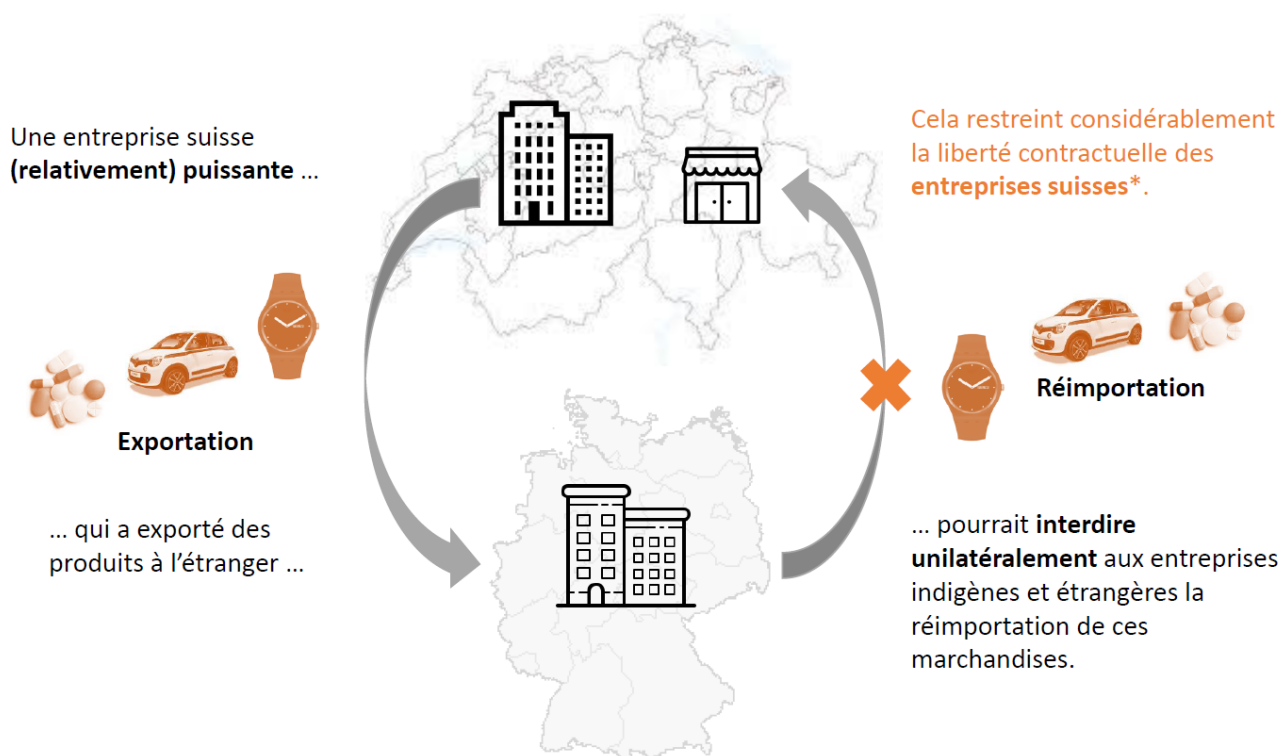 Une entreprise suisse
(relativement) puissante ...
Exportation
... qui a exporté des
produits à l’étranger ...
Cela restreint considérablement
la liberté contractuelle des
entreprises suisses*.
Réimportation
... pourrait interdire
unilatéralement aux entreprises
indigènes et étrangères la
réimportation de ces
marchandises.